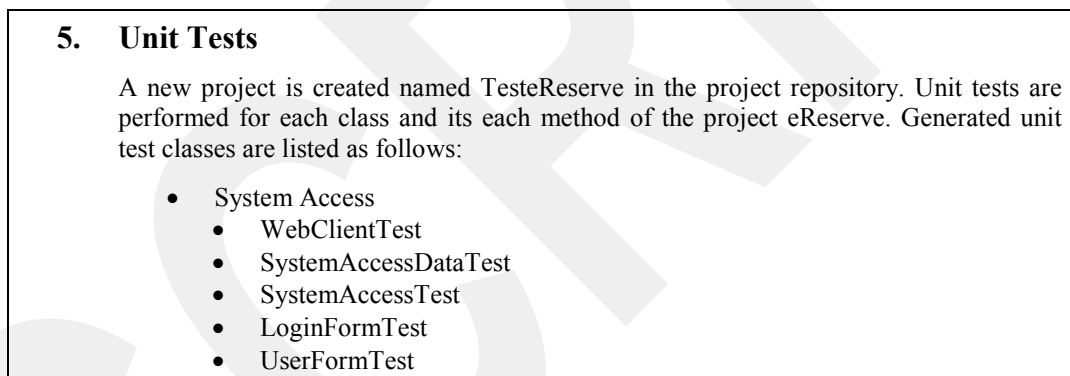 5. Unit Tests
A new project is created named TesteReserve in the project repository. Unit tests are
performed for each class and its each method of the project eReserve. Generated unit
test classes are listed as follows:
• System Access
• WebClientTest
• SystemAccessDataTest
• SystemAccessTest
• LoginFormTest
• UserFormTest